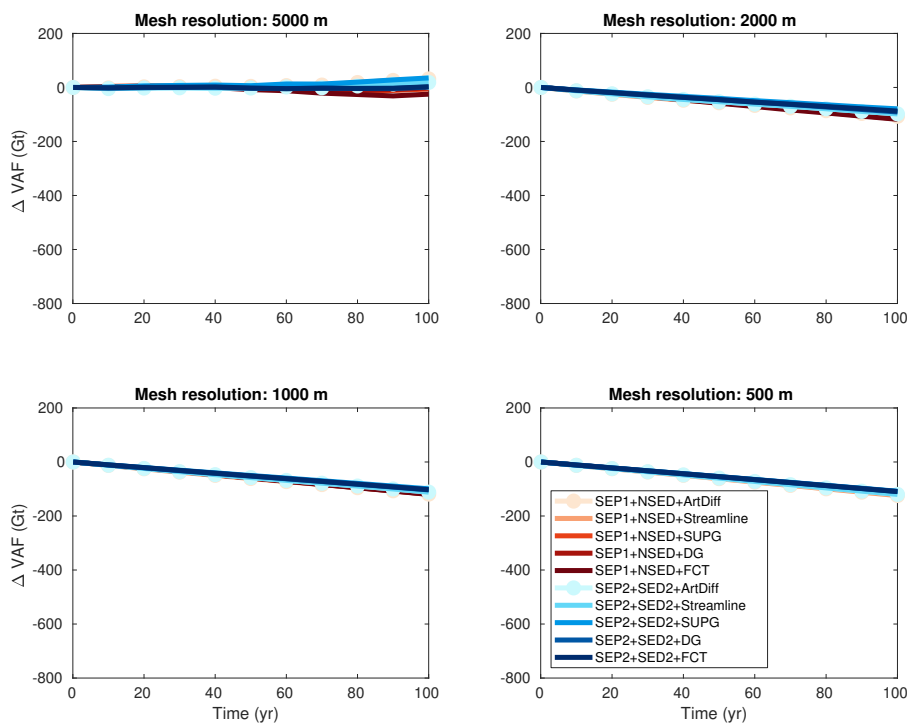 Mesh resolution: 5000 m
200
0
-200
-400
-600
-800
Δ VAF (Gt)
0 20 40 60 80 100
Mesh resolution: 2000 m
200
0
-200
-400
-600
-800
0 20 40 60 80 100
Mesh resolution: 1000 m
200
0
-200
-400
-600
-800
Δ VAF (Gt)
0 20 40 60 80 100
Time (yr)
Mesh resolution: 500 m
200
0
-200
-400
-600
-800
SEP1+NSED+ArtDiff
SEP1+NSED+Streamline
SEP1+NSED+SUPG
SEP1+NSED+DG
SEP1+NSED+FCT
SEP2+SED2+ArtDiff
SEP2+SED2+Streamline
SEP2+SED2+SUPG
SEP2+SED2+DG
SEP2+SED2+FCT
0 20 40 60 80 100
Time (yr)